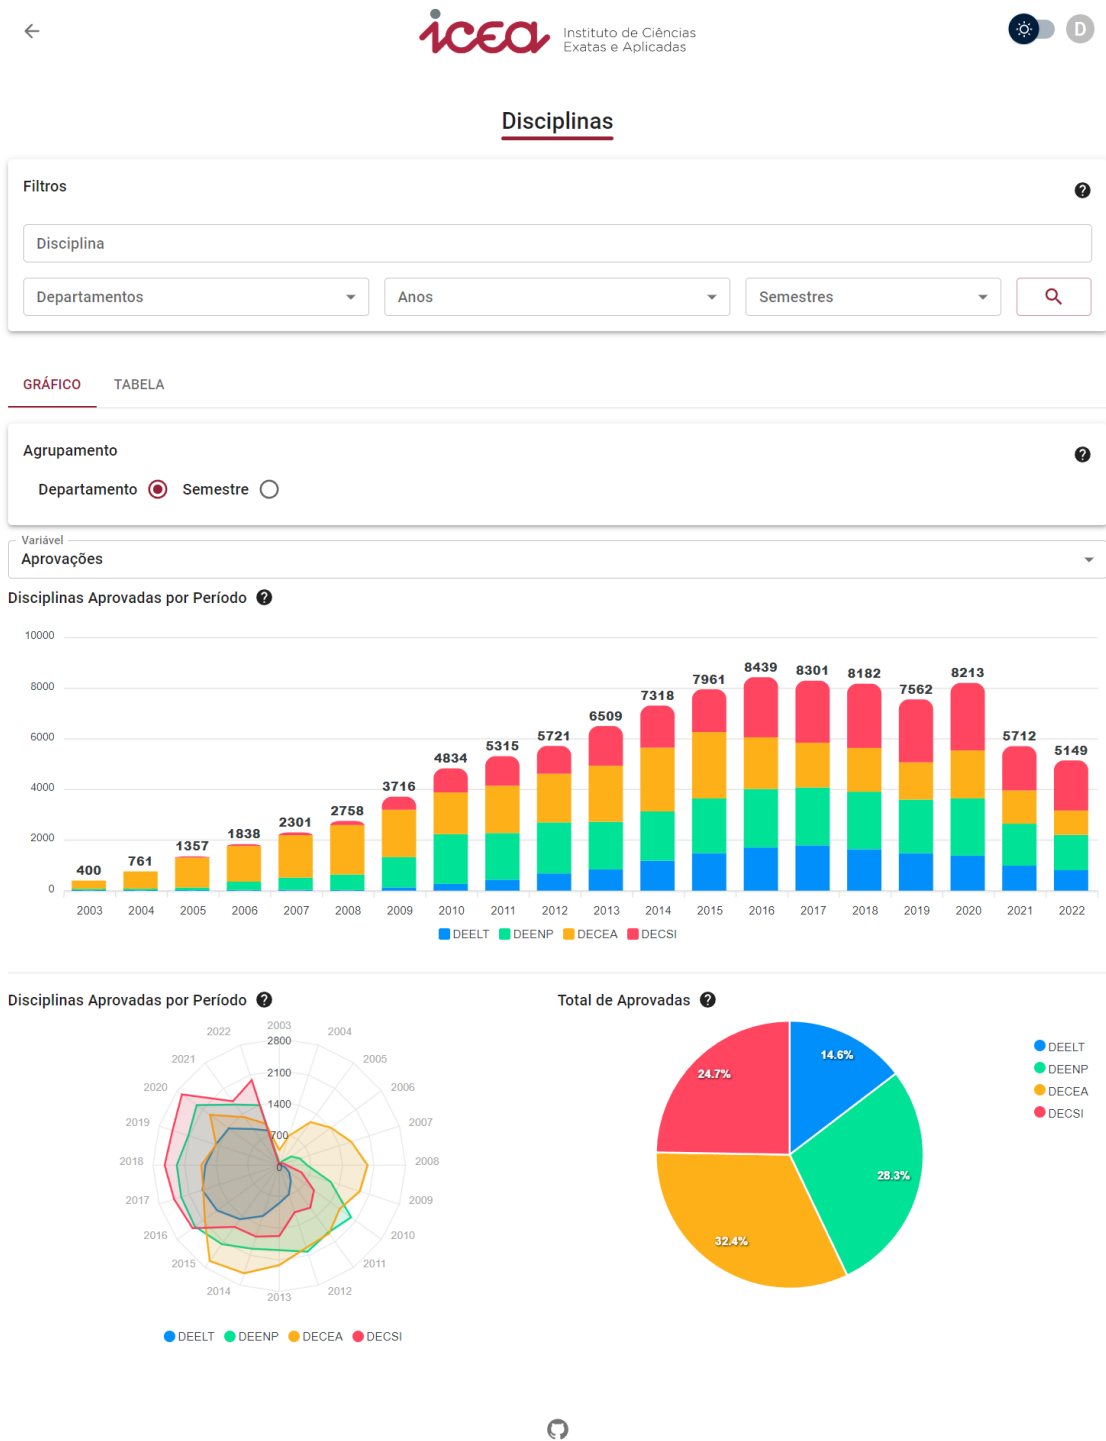 icea Instituto de Ciências
Exatas e Aplicadas
D
Disciplinas
Filtros
?
Disciplina
Departamentos
Anos
Semestres
GRÁFICO
TABELA
Agrupamento
?
Departamento
Semestre
Variável
Aprovações
Disciplinas Aprovadas por Período ?
10000
8000
6000
4000
2000
0
400
761
1357
1838
2301
2758
3716
4834
5315
5721
6509
7318
7961
8439
8301
8182
7562
8213
5712
5149
2003 2004 2005 2006 2007 2008 2009 2010 2011 2012 2013 2014 2015 2016 2017 2018 2019 2020 2021 2022
DEELT DEENP DECEA DECSI
Disciplinas Aprovadas por Período ?
2003
2004
2005
2006
2007
2008
2009
2010
2011
2012
2013
2014
2015
2016
2017
2018
2019
2020
2021
2022
2800
2100
1400
700
0
DEELT DEENP DECEA DECSI
Total de Aprovadas ?
14.6%
28.3%
32.4%
24.7%
DEELT
DEENP
DECEA
DECSI